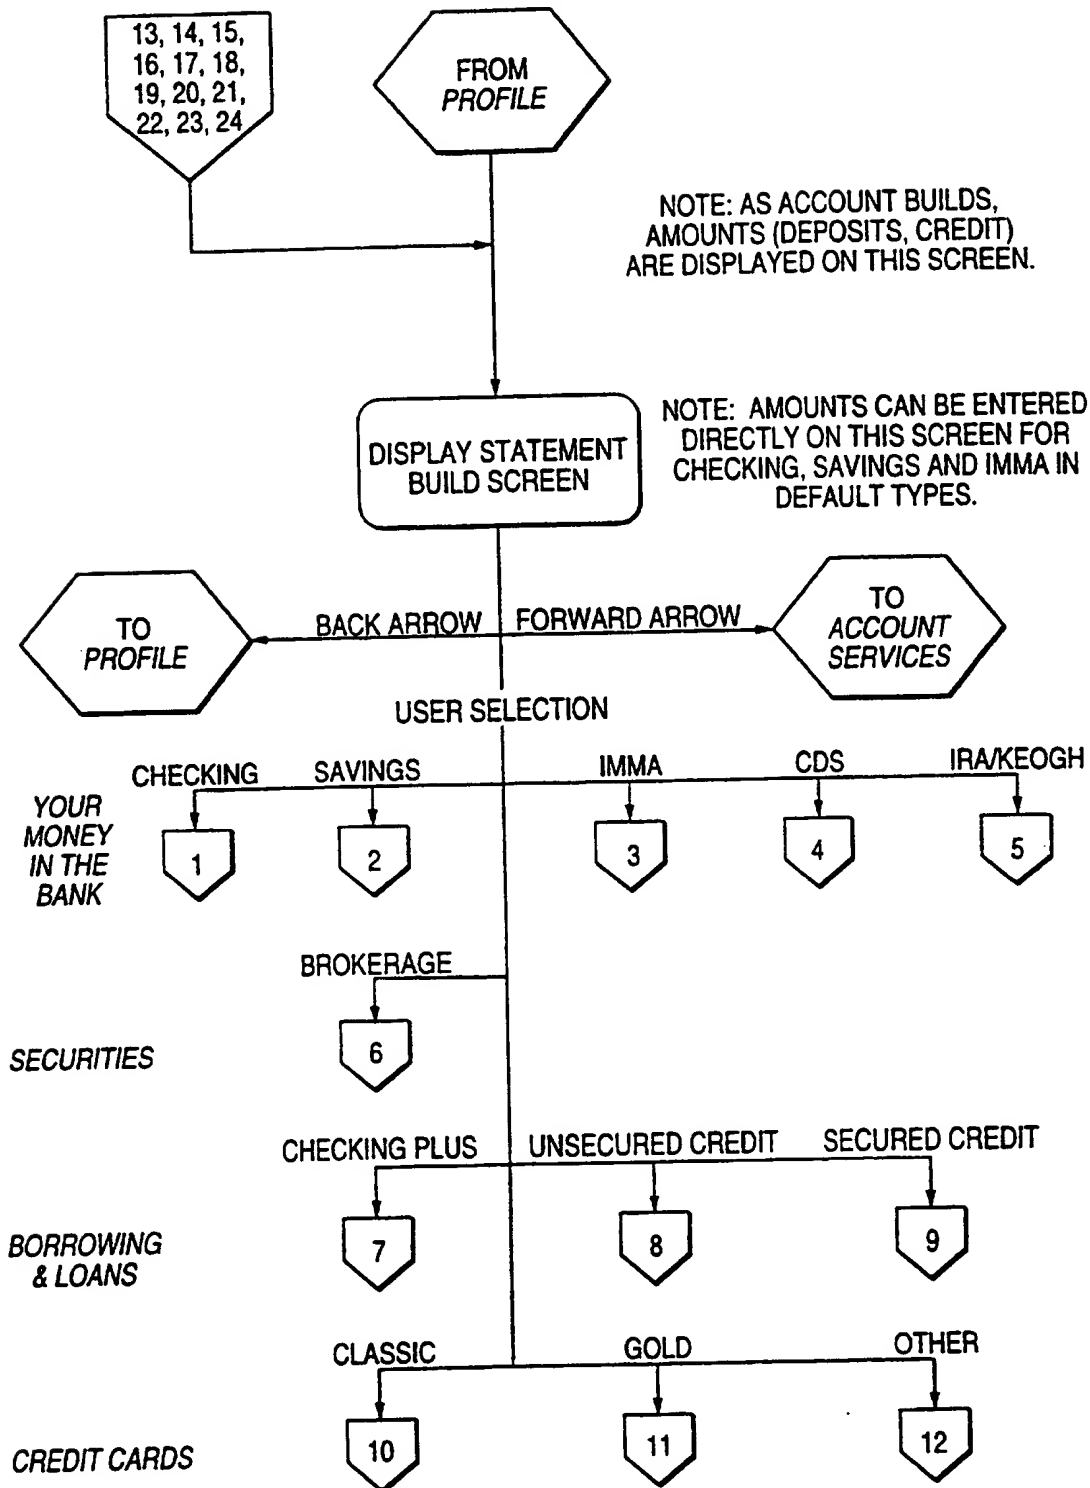 13, 14, 15,
16, 17, 18,
19, 20, 21,
22, 23, 24
FROM
PROFILE
NOTE: AS ACCOUNT BUILDS,
AMOUNTS (DEPOSITS, CREDIT)
ARE DISPLAYED ON THIS SCREEN.
DISPLAY STATEMENT
BUILD SCREEN
NOTE: AMOUNTS CAN BE ENTERED
DIRECTLY ON THIS SCREEN FOR
CHECKING, SAVINGS AND IMMA IN
DEFAULT TYPES.
TO
PROFILE
BACK ARROW
FORWARD ARROW
TO
ACCOUNT
SERVICES
USER SELECTION
YOUR
MONEY
IN THE
BANK
CHECKING
SAVINGS
IMMA
CDS
IRA/KEOGH
1
2
3
4
5
BROKERAGE
SECURITIES
6
CHECKING PLUS
UNSECURED CREDIT
SECURED CREDIT
BORROWING
& LOANS
7
8
9
CLASSIC
GOLD
OTHER
CREDIT CARDS
10
11
12